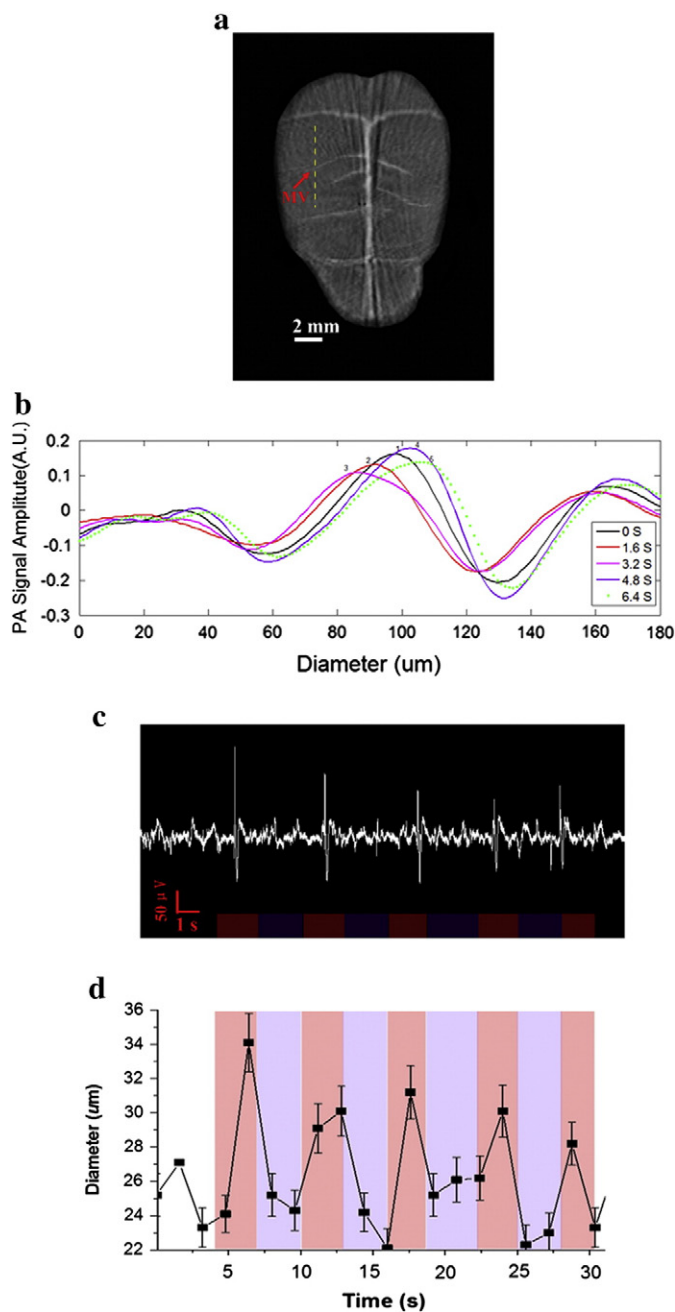 a
MV
2 mm
b
PA Signal Amplitude(A.U.)
0.2
0.1
0
-0.1
-0.2
-0.3
1
2
3
4
5
0 S
1.6 S
3.2 S
4.8 S
6.4 S
0 20 40 60 80 100 120 140 160 180
Diameter (um)
c
50 μ V
1 s
d
Diameter (um)
36
34
32
30
28
26
24
22
5 10 15 20 25 30
Time (s)